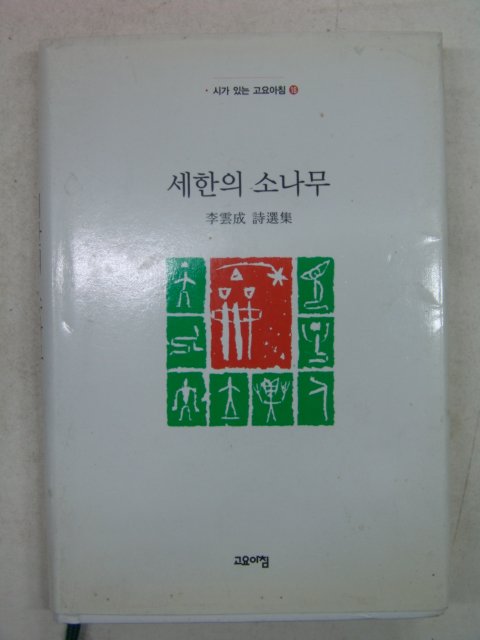 • 시가 있는 고요아침
세한의 소나무
李雲成 詩選集
고요아침